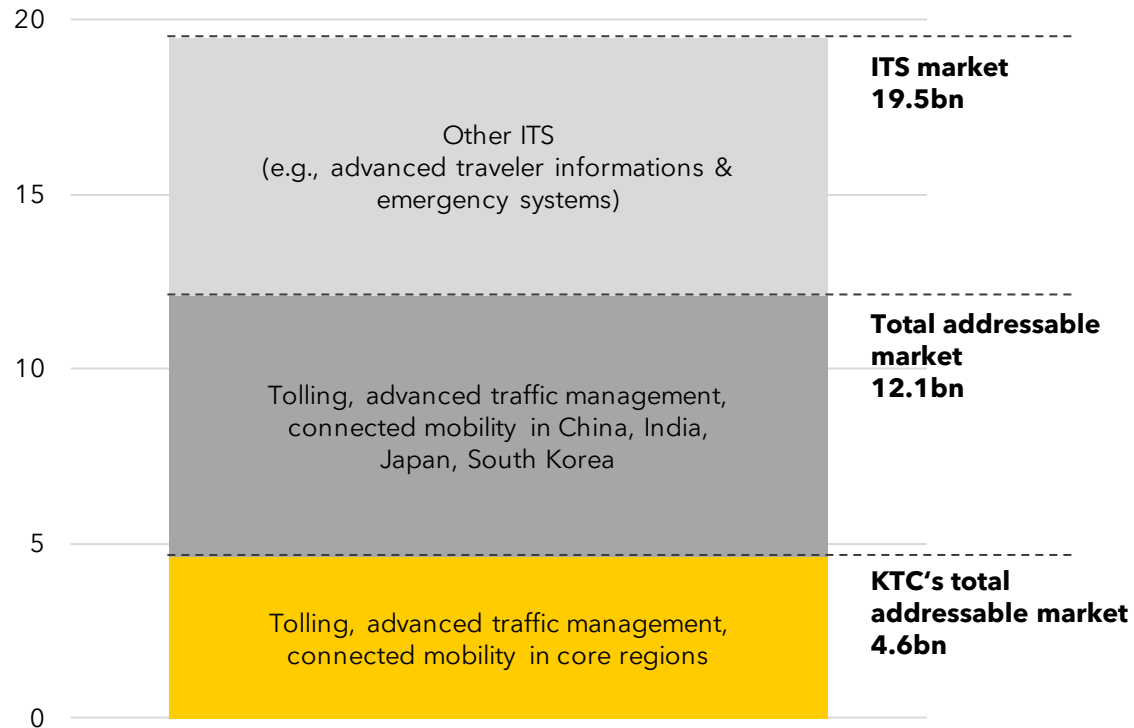 20
ITS market
19.5bn
Other ITS
(e.g., advanced traveler informations &
emergency systems)
15
Total addressable
market
12.1bn
10
Tolling, advanced traffic management,
connected mobility in China, India,
Japan, South Korea
5
KTC‘s total
addressable market
4.6bn
Tolling, advanced traffic management,
connected mobility in core regions
0